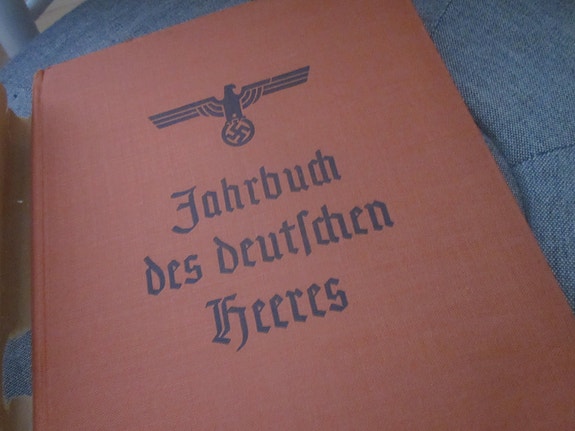 Jahrbuch
des deutschen
Heeres